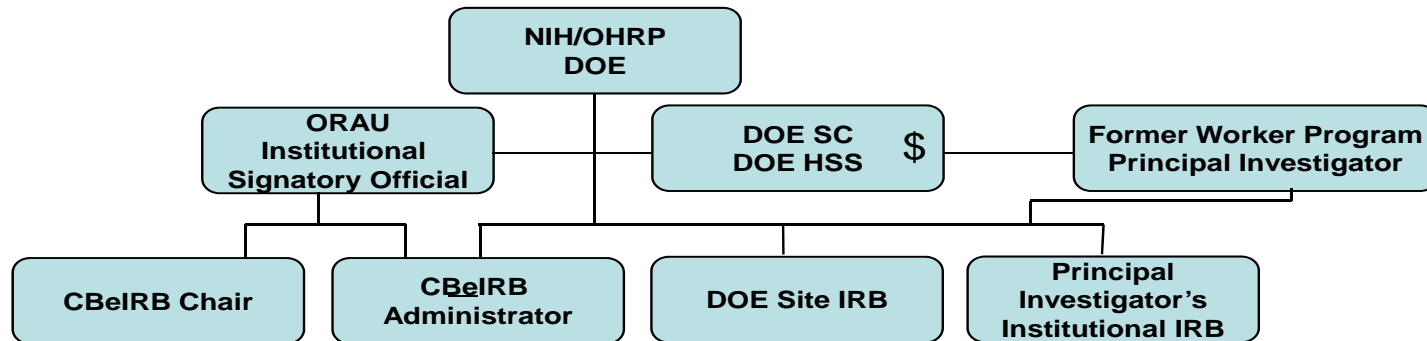 NIH/OHRP
DOE
ORAU
Institutional
Signatory Official
DOE SC
DOE HSS $
Former Worker Program
Principal Investigator
CBeIRB Chair
CBeIRB
Administrator
DOE Site IRB
Principal
Investigator’s
Institutional IRB